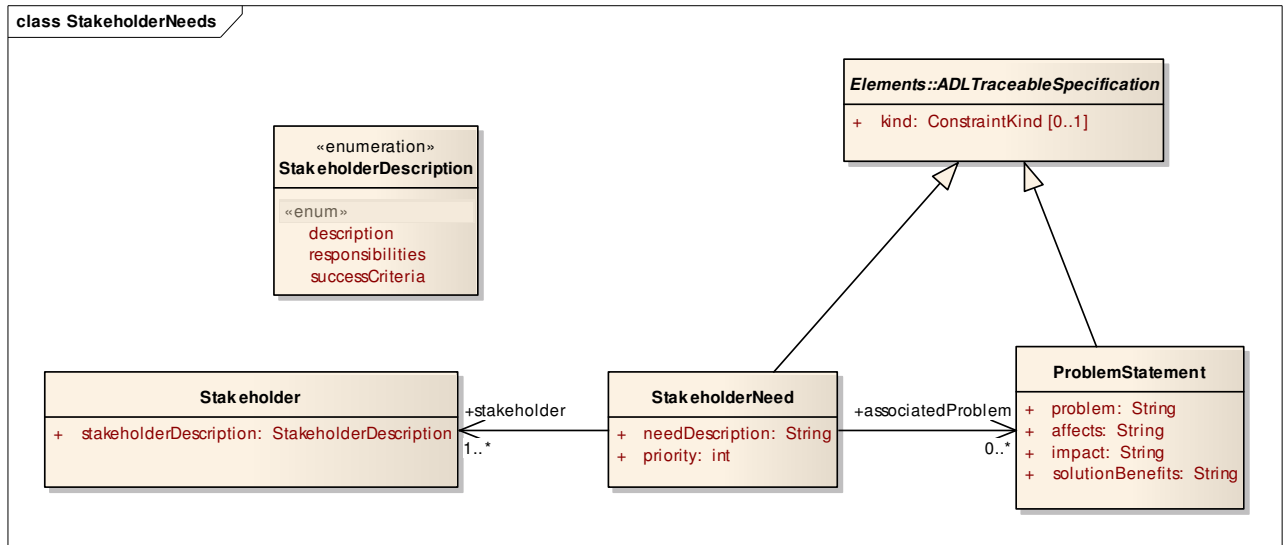 class StakeholderNeeds
Elements::ADLTraceableSpecification
+ kind: ConstraintKind [0..1]
«enumeration»
StakeholderDescription
«enum»
description
responsibilities
successCriteria
Stakeholder
+ stakeholderDescription: StakeholderDescription
+stakeholder
1..*
StakeholderNeed
+ needDescription: String
+ priority: int
+associatedProblem
0..*
ProblemStatement
+ problem: String
+ affects: String
+ impact: String
+ solutionBenefits: String